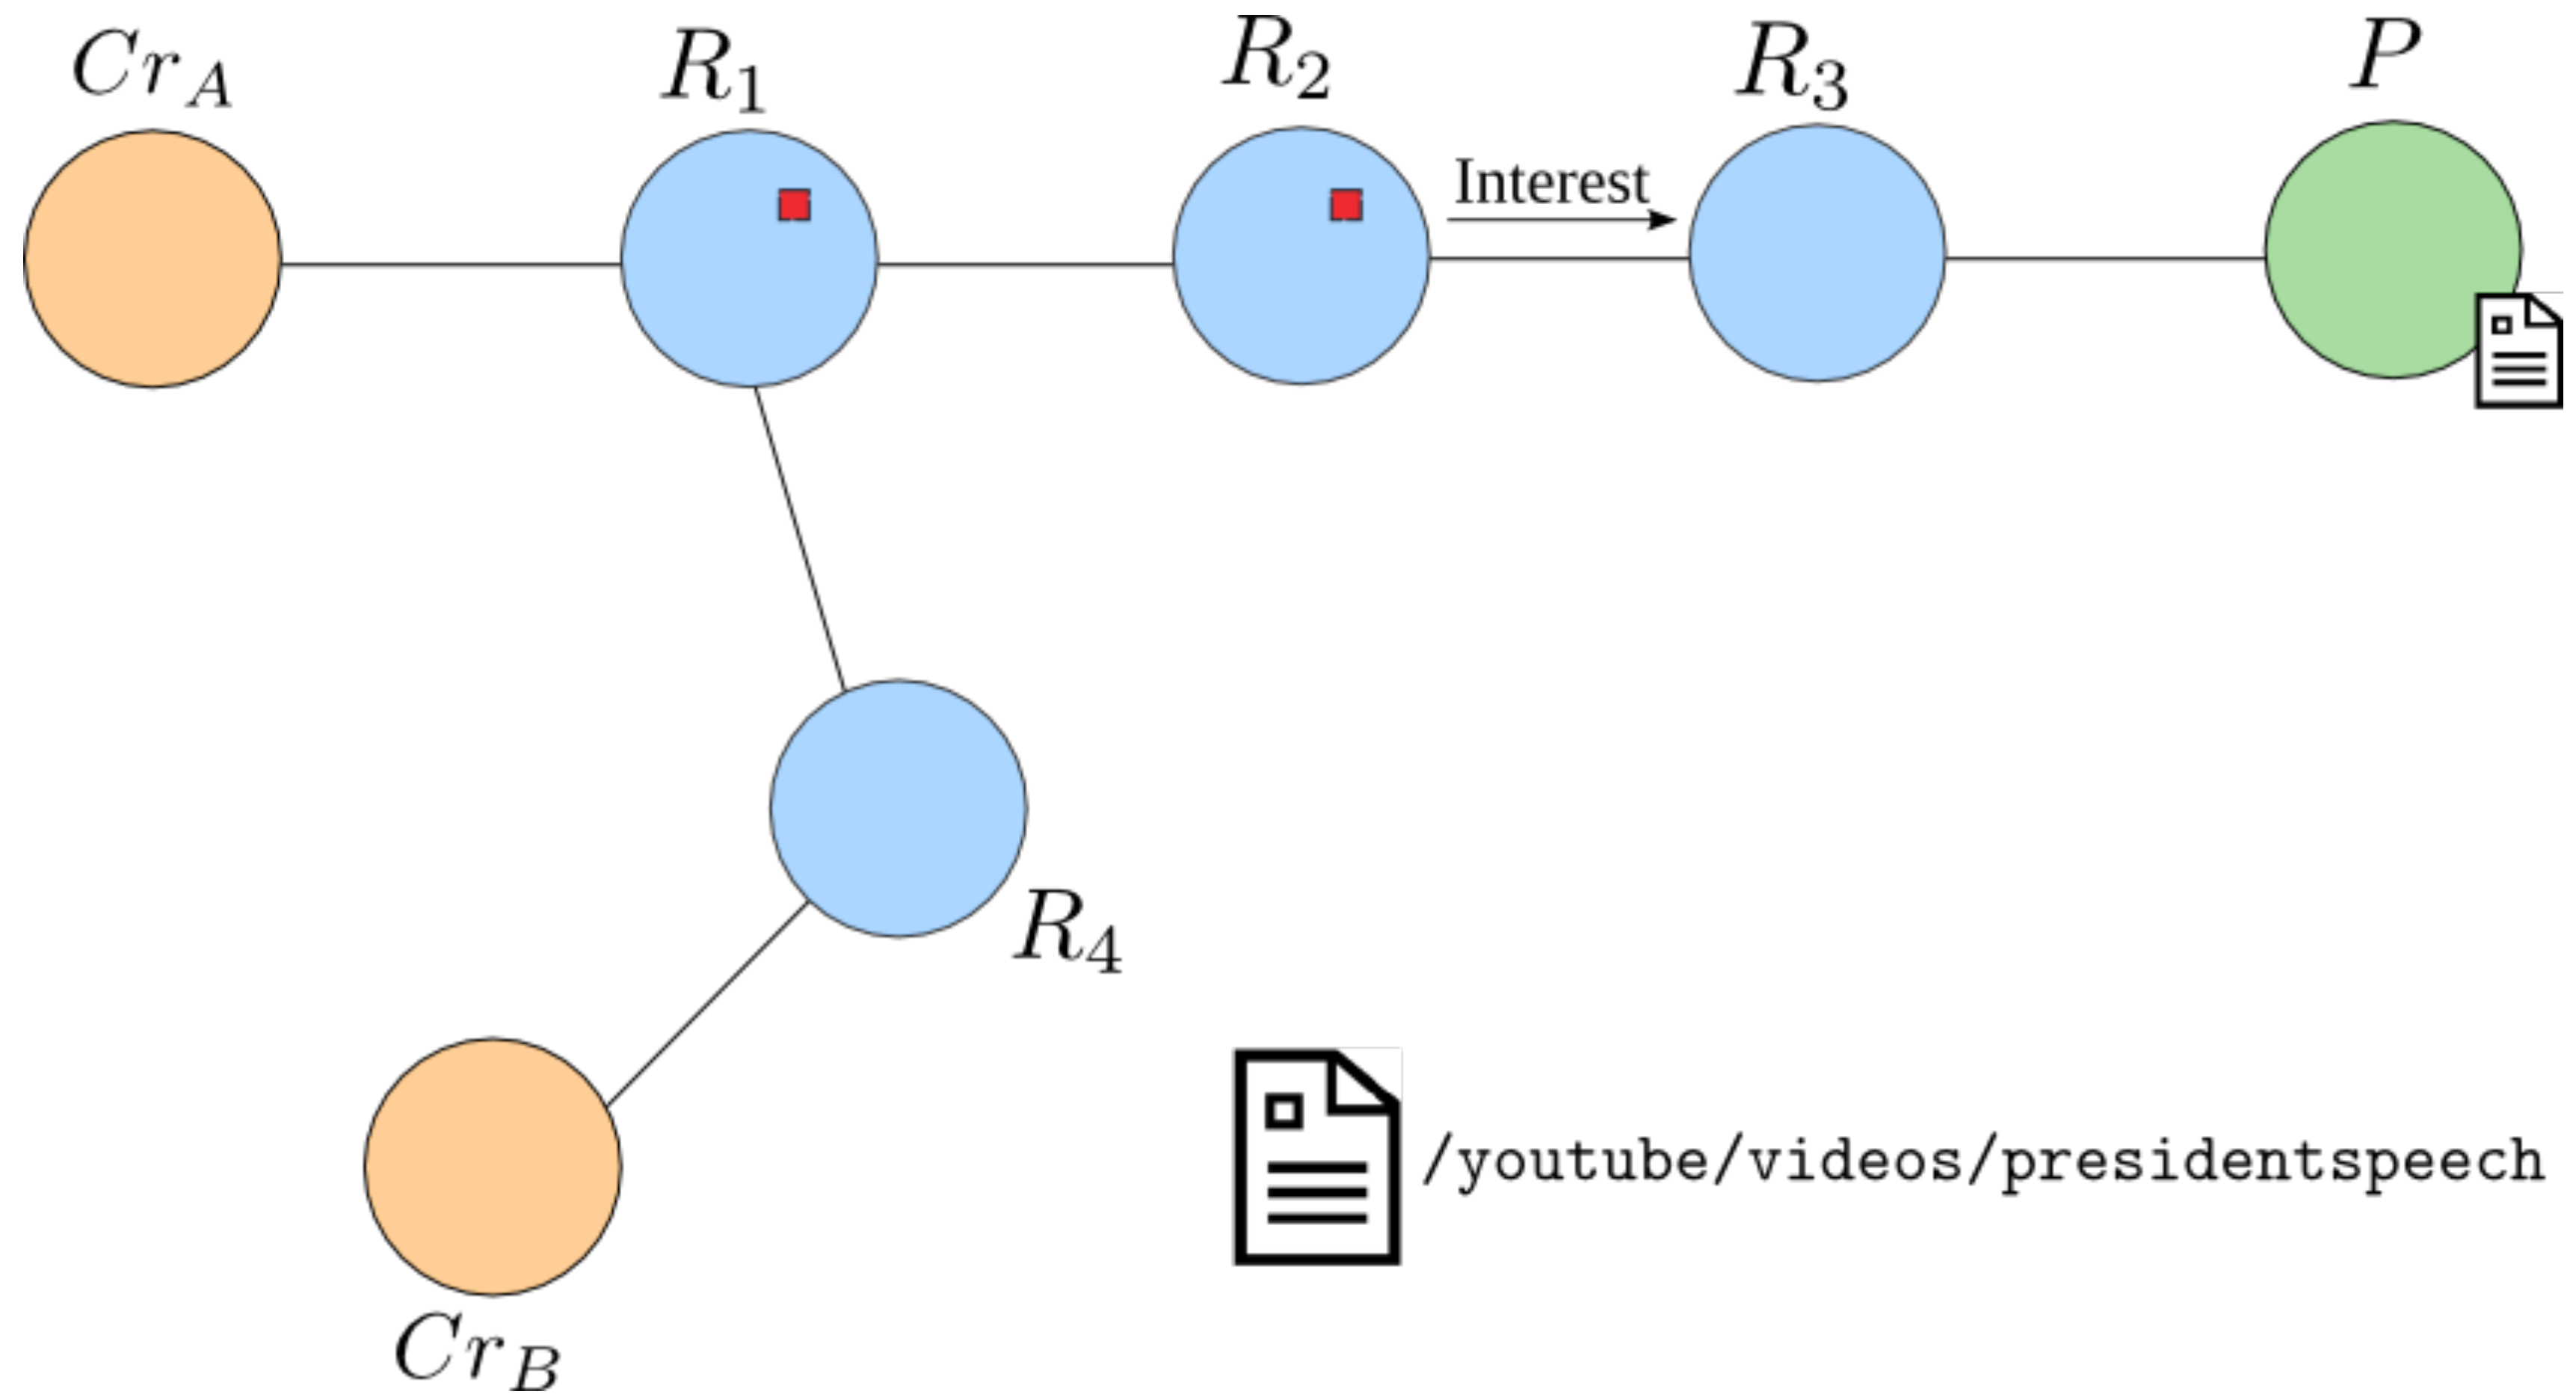 Cr_A
R_1
R_2
R_3
P
Interest
R_4
/youtube/videos/presidentspeech
Cr_B